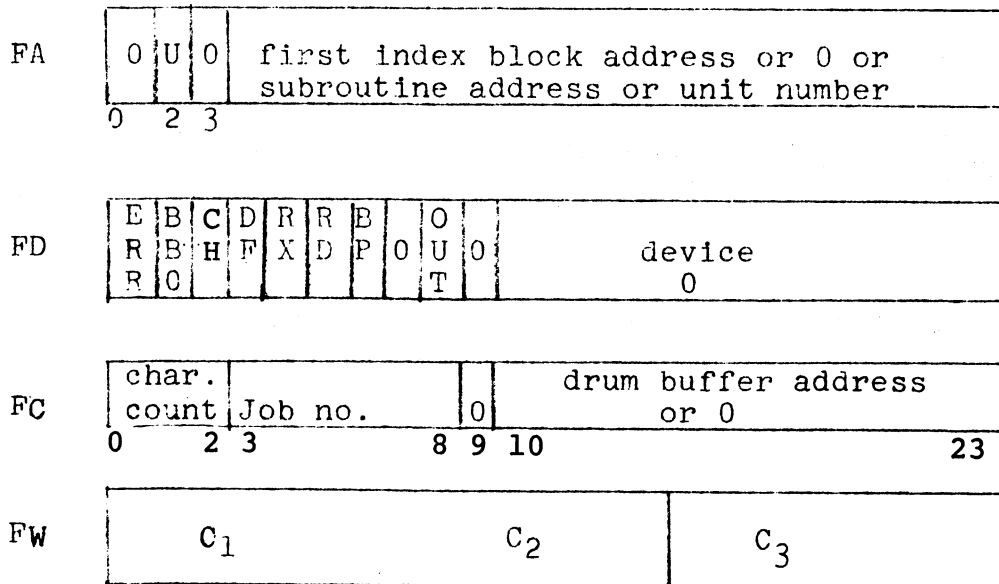 FA 0 U 0 first index block address or 0 or
subroutine address or unit number
0 2 3
E B C D R R B O
FD R B H F X D P 0 U 0 device
R C T 0
char. drum buffer address
FC count Job no. 0 or 0
0 2 3 8 9 10 23
FW C1 C2 C3